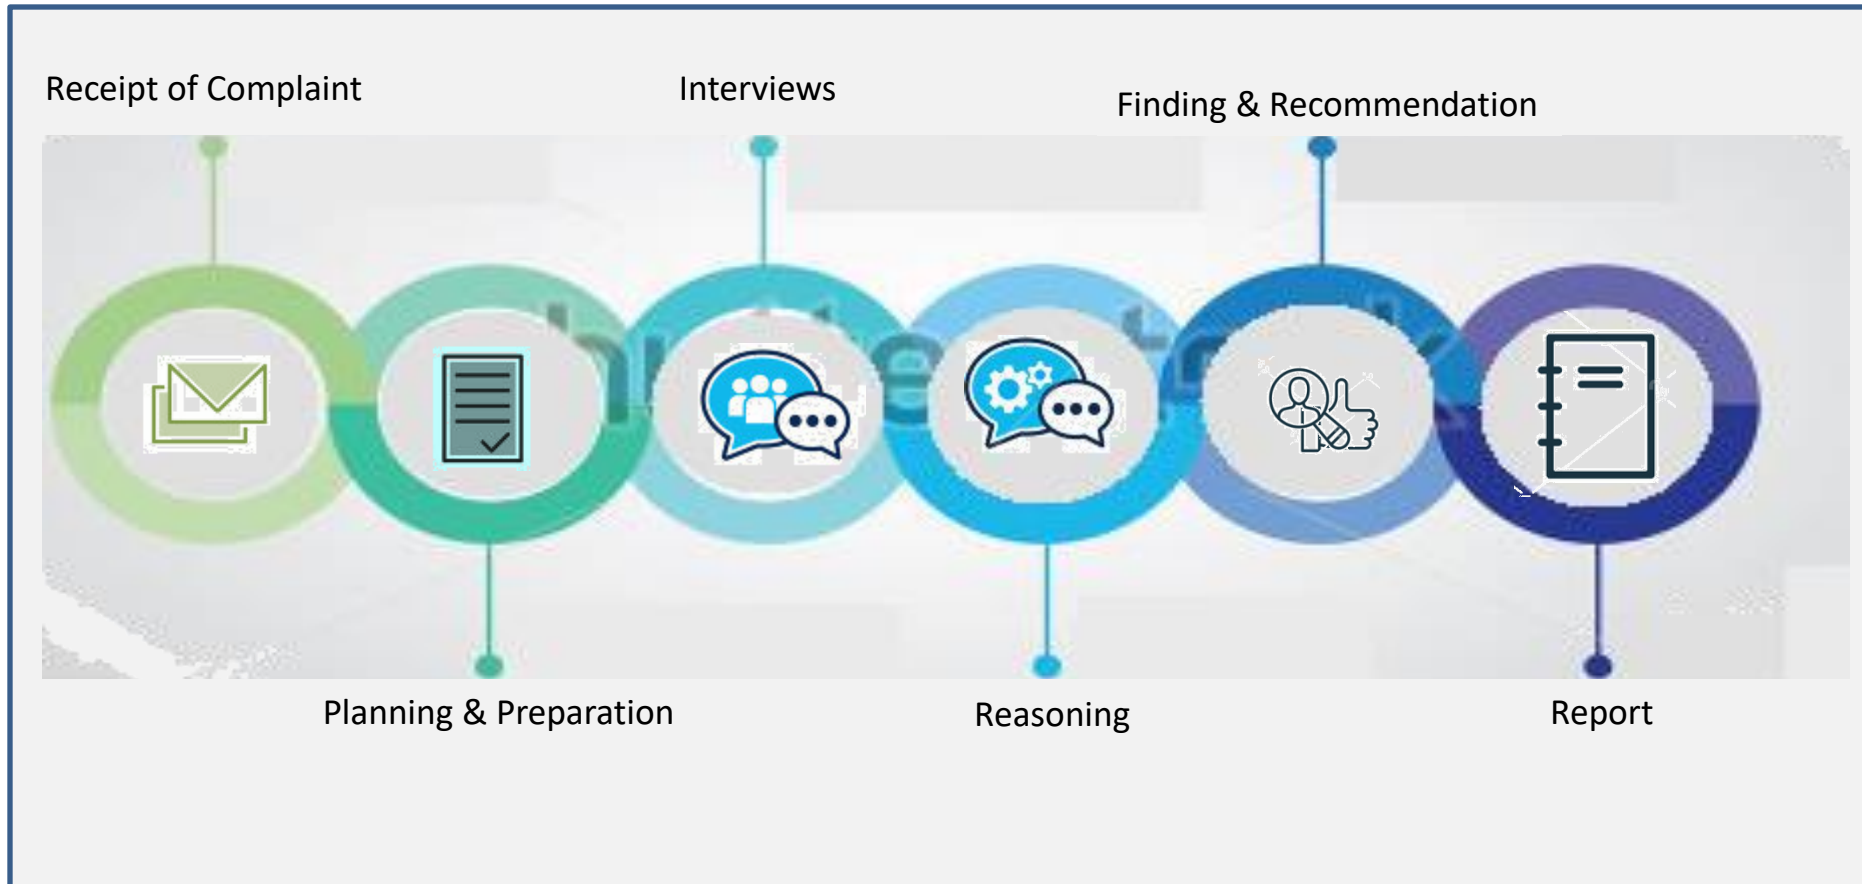 Receipt of Complaint
Interviews
Finding & Recommendation
Planning & Preparation
Reasoning
Report